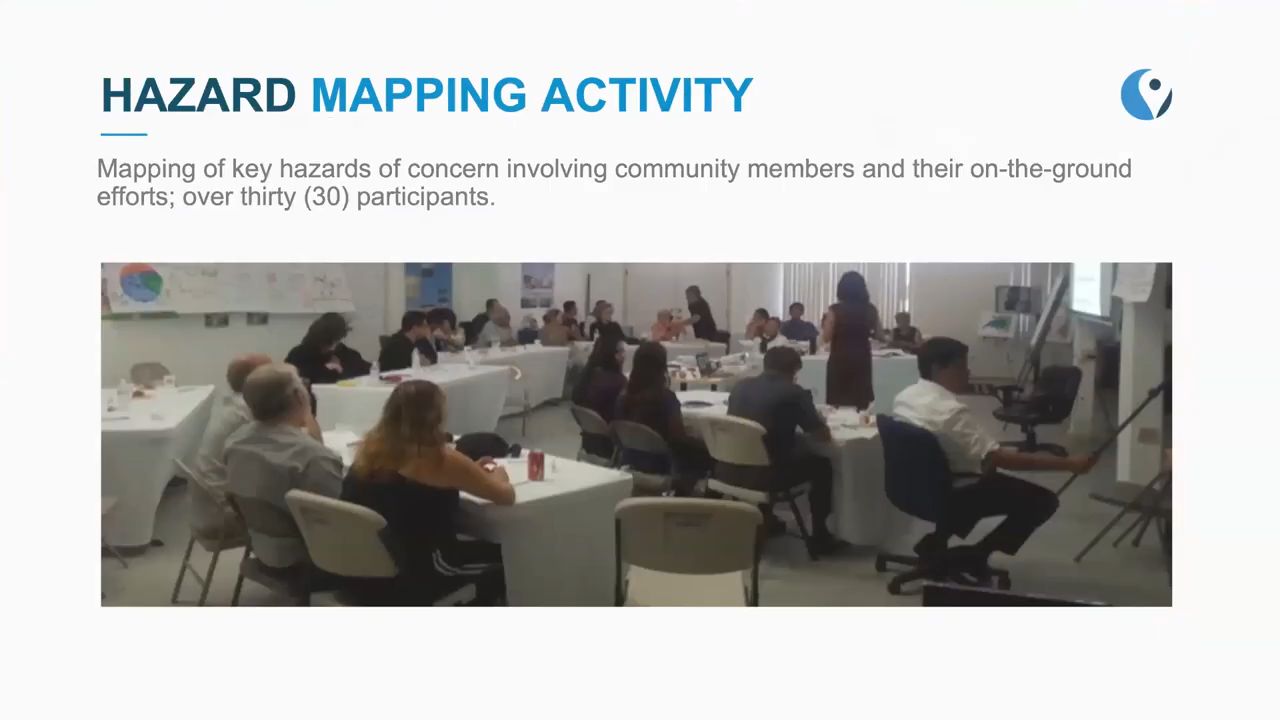 HAZARD MAPPING ACTIVITY
Mapping of key hazards of concern involving community members and their on-the-ground
efforts; over thirty (30) participants.